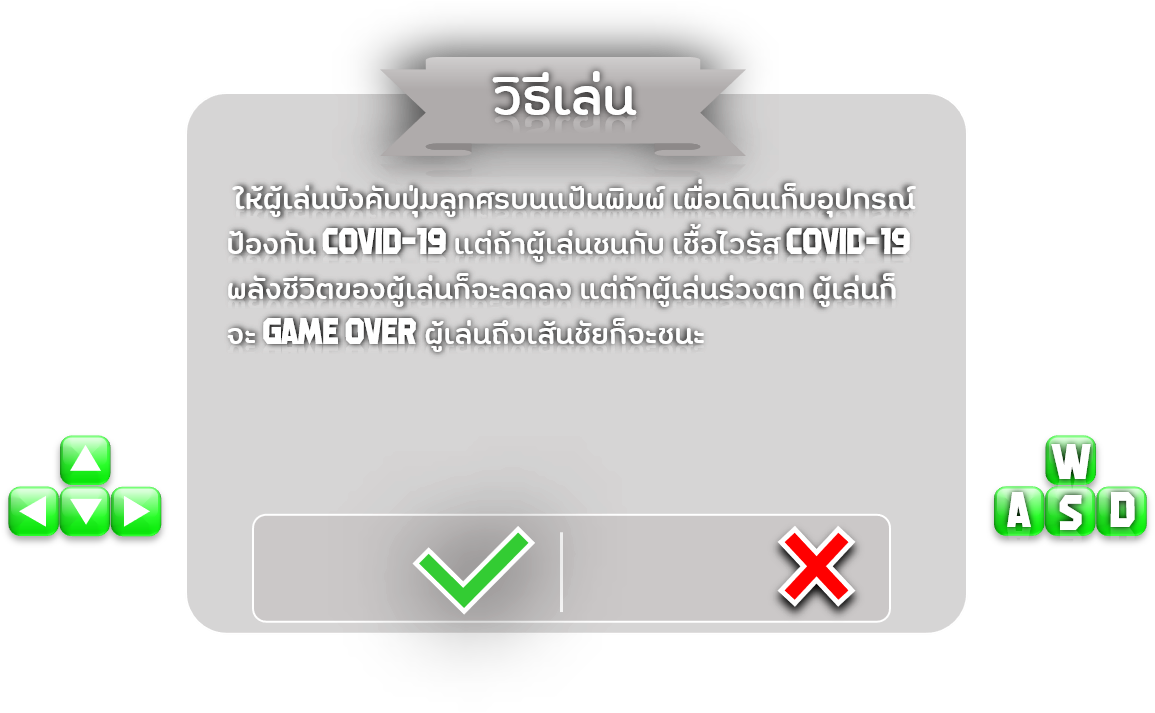 วิธีเล่น
ให้ผู้เล่นบังคับปุ่มลูกศรบนแป้นพิมพ์ เพื่อเดินเก็บอุปกรณ์
ป้องกัน COVID-19 แต่ถ้าผู้เล่นชนกับ เชื้อไวรัส COVID-19
พลังชีวิตของผู้เล่นก็จะลดลง แต่ถ้าผู้เล่นร่วงตก ผู้เล่นก็
จะ GAME OVER ผู้เล่นถึงเส้นชัยก็จะชนะ
W
A S D